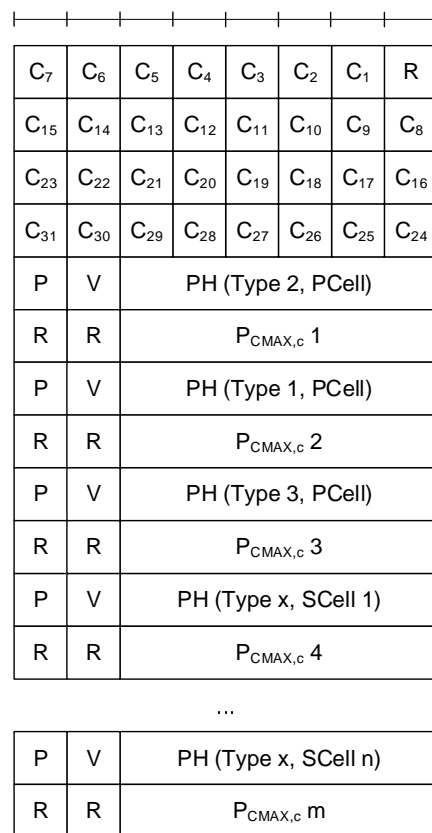 C7 C6 C5 C4 C3 C2 C1 R
C15 C14 C13 C12 C11 C10 C9 C8
C23 C22 C21 C20 C19 C18 C17 C16
C31 C30 C29 C28 C27 C26 C25 C24
P V PH (Type 2, PCell)
R R PCMAX,c 1
P V PH (Type 1, PCell)
R R PCMAX,c 2
P V PH (Type 3, PCell)
R R PCMAX,c 3
P V PH (Type x, SCell 1)
R R PCMAX,c 4
...
P V PH (Type x, SCell n)
R R PCMAX,c m